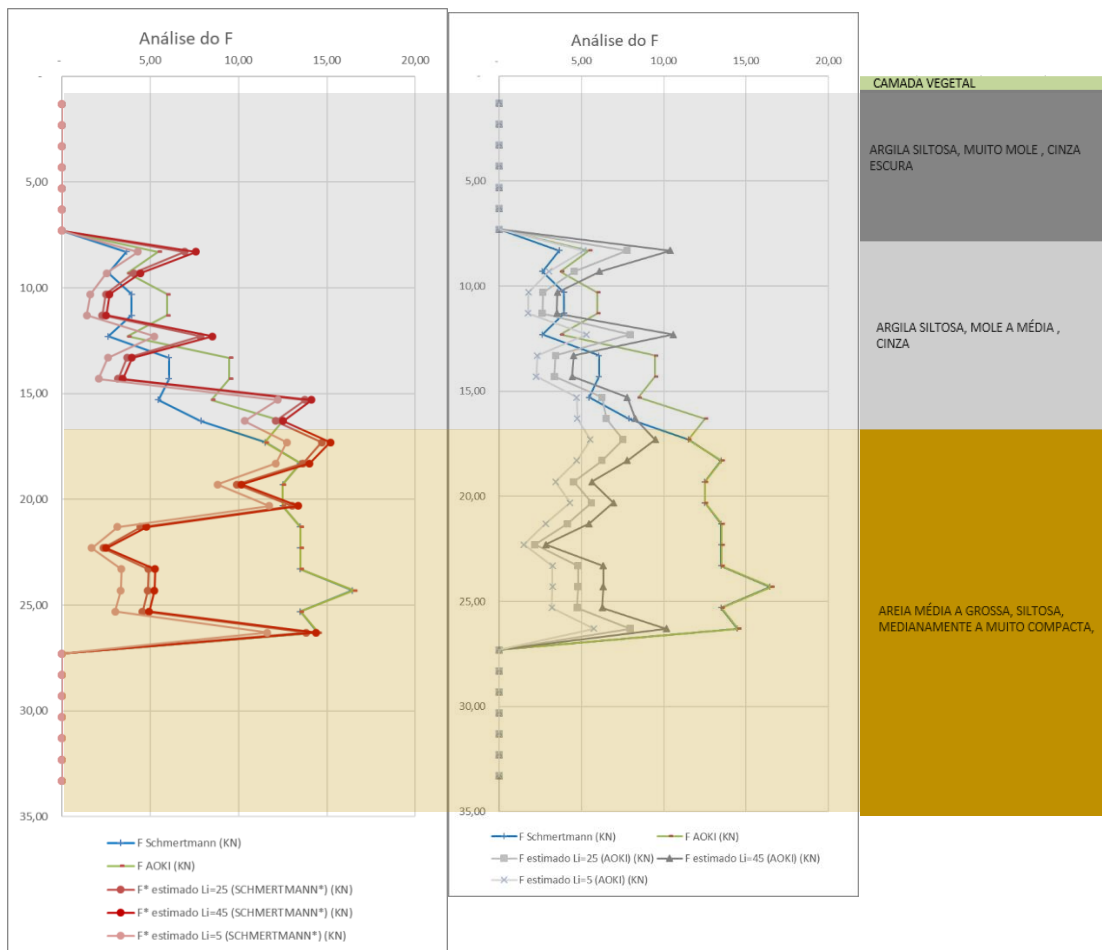 Análise do F
- 5,00 10,00 15,00 20,00
-
5,00
10,00
15,00
20,00
25,00
30,00
35,00
F Schmertmann (KN)
F AOKI (KN)
F* estimado Li=25 (SCHMERTMANN*) (KN)
F* estimado Li=45 (SCHMERTMANN*) (KN)
F* estimado Li=5 (SCHMERTMANN*) (KN)
Análise do F
- 5,00 10,00 15,00 20,00
-
5,00
10,00
15,00
20,00
25,00
30,00
35,00
F Schmertmann (KN) F AOKI (KN)
F estimado Li=25 (AOKI) (KN) F estimado Li=45 (AOKI) (KN)
F estimado Li=5 (AOKI) (KN)
CAMADA VEGETAL
ARGILA SILTOSA, MUITO MOLE , CINZA
ESCURA
ARGILA SILTOSA, MOLE A MÉDIA ,
CINZA
AREIA MÉDIA A GROSSA, SILTOSA,
MEDIANAMENTE A MUITO COMPACTA,